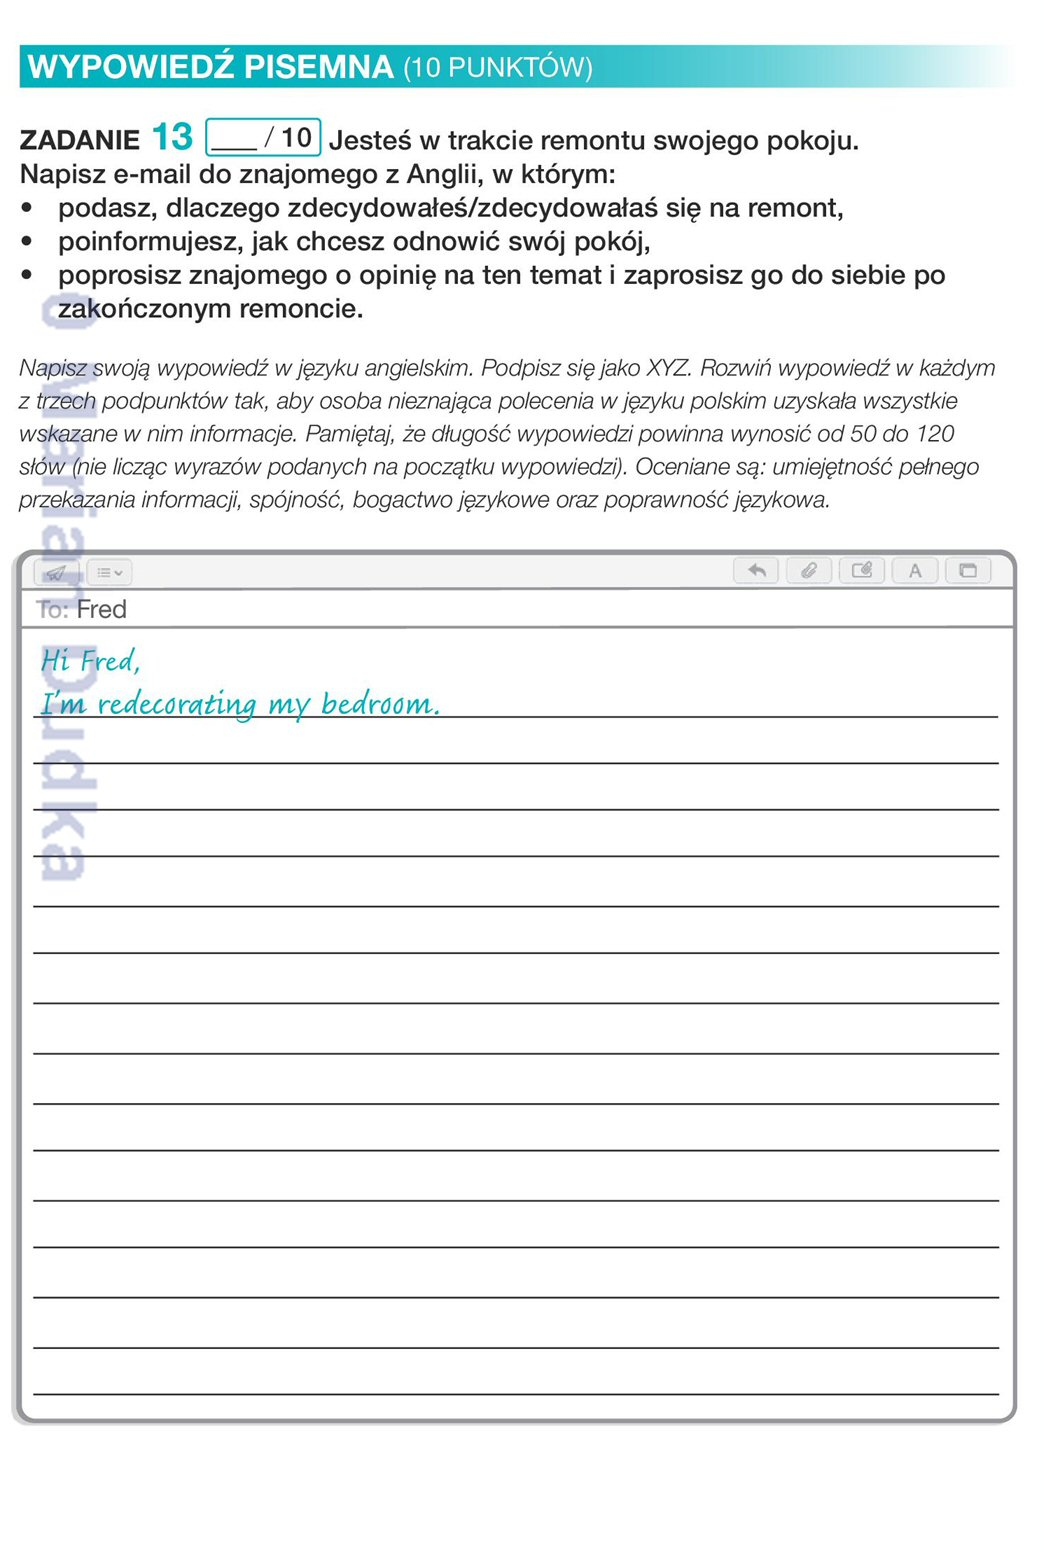 WYPOWIEDŹ PISEMNA (10 PUNKTÓW)
ZADANIE 13 ___ / 10 Jesteś w trakcie remontu swojego pokoju.
Napisz e-mail do znajomego z Anglii, w którym:
• podasz, dlaczego zdecydowałeś/zdecydowałaś się na remont,
• poinformujesz, jak chcesz odnowić swój pokój,
• poprosisz znajomego o opinię na ten temat i zaprosisz go do siebie po
zakończonym remoncie.
Napisz swoją wypowiedź w języku angielskim. Podpisz się jako XYZ. Rozwiń wypowiedź w każdym
z trzech podpunktów tak, aby osoba nieznająca polecenia w języku polskim uzyskała wszystkie
wskazane w nim informacje. Pamiętaj, że długość wypowiedzi powinna wynosić od 50 do 120
słów (nie licząc wyrazów podanych na początku wypowiedzi). Oceniane są: umiejętność pełnego
przekazania informacji, spójność, bogactwo językowe oraz poprawność językowa.
A
To: Fred
Hi Fred,
I'm redecorating my bedroom.
o Marian Dudka